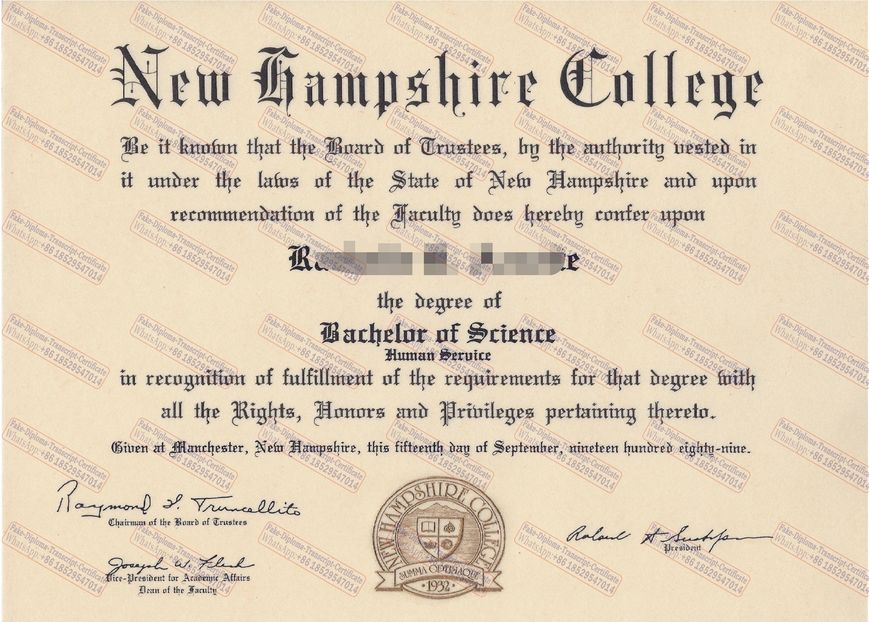 New Hampshire College
Be it known that the Board of Trustees, by the authority vested in
it under the laws of the State of New Hampshire and upon
recommendation of the Faculty does hereby confer upon
the degree of
Bachelor of Science
Human Service
in recognition of fulfillment of the requirements for that degree with
all the Rights, Honors and Privileges pertaining thereto.
Given at Manchester, New Hampshire, this fifteenth day of September, nineteen hundred eighty-nine.
Chairman of the Board of Trustees
Vice-President for Academic Affairs
Dean of the Faculty
NEW HAMPSHIRE COLLEGE
SUMMA OPTIMAQUE
·1932·
President
Fake-Diploma-Transcript-Certificate
WhatsApp:+86 18529547014